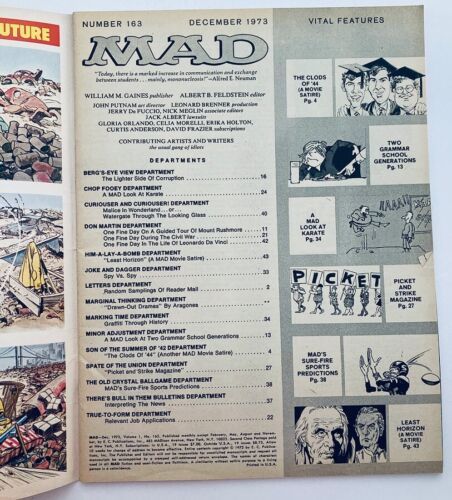 FUTURE
NUMBER 163
DECEMBER 1973
MAD
"Today, there is a marked increase in communication and exchange
between students . . . mainly, mononucleosis!"—Alfred E. Neuman
WILLIAM M. GAINES publisher ALBERT B. FELDSTEIN editor
JOHN PUTNAM art director LEONARD BRENNER production
JERRY De FUCCIO, NICK MEGLIN associate editors
JACK ALBERT lawsuits
GLORIA ORLANDO, CELIA MORELLI, ERIKA HOLTON,
CURTIS ANDERSON, DAVID FRAZIER subscriptions
CONTRIBUTING ARTISTS AND WRITERS
the usual gang of idiots
DEPARTMENTS
BERG'S-EYE VIEW DEPARTMENT
The Lighter Side Of Corruption 16
CHOP FOOEY DEPARTMENT
A MAD Look At Karate 24
CURIOUSER AND CURIOUSER! DEPARTMENT
Malice in Wonderland . . . or . . .
Watergate Through The Looking Glass 40
DON MARTIN DEPARTMENT
One Fine Day On A Guided Tour Of Mount Rushmore 11
One Fine Day During the Civil War 21
One Fine Day In The Life Of Leonardo Da Vinci 42
HIM-A-LAY-A-BOMB DEPARTMENT
"Least Horizon" (A MAD Movie Satire) 43
JOKE AND DAGGER DEPARTMENT
Spy Vs. Spy 33
LETTERS DEPARTMENT
Random Samplings Of Reader Mail 2
MARGINAL THINKING DEPARTMENT
"Drawn-Out Dramas" By Aragones **
MARKING TIME DEPARTMENT
Graffiti Through History 34
MINOR ADJUSTMENT DEPARTMENT
A MAD Look At Two Grammar School Generations 13
SON OF THE SUMMER OF '42 DEPARTMENT
"The Clods Of '44" (Another MAD Movie Satire) 4
SPATE OF THE UNION DEPARTMENT
"Picket and Strike Magazine" 27
THE OLD CRYSTAL BALLGAME DEPARTMENT
MAD's Sure-Fire Sports Predictions 38
THERE'S BULL IN THEM BULLETINS DEPARTMENT
Interpreting The News 37
TRUE-TO-FORM DEPARTMENT
Relevant Job Applications 22
VITAL FEATURES
THE CLODS
OF '44
(A MOVIE
SATIRE)
Pg. 4
TWO
GRAMMAR
SCHOOL
GENERATIONS
Pg. 13
A
MAD
LOOK AT
KARATE
Pg. 34
PICKET
PICKET
AND
STRIKE
MAGAZINE
Pg. 27
MAD'S
SURE-FIRE
SPORTS
PREDICTIONS
Pg. 38
LEAST
HORIZON
(A MOVIE
SATIRE)
Pg. 43